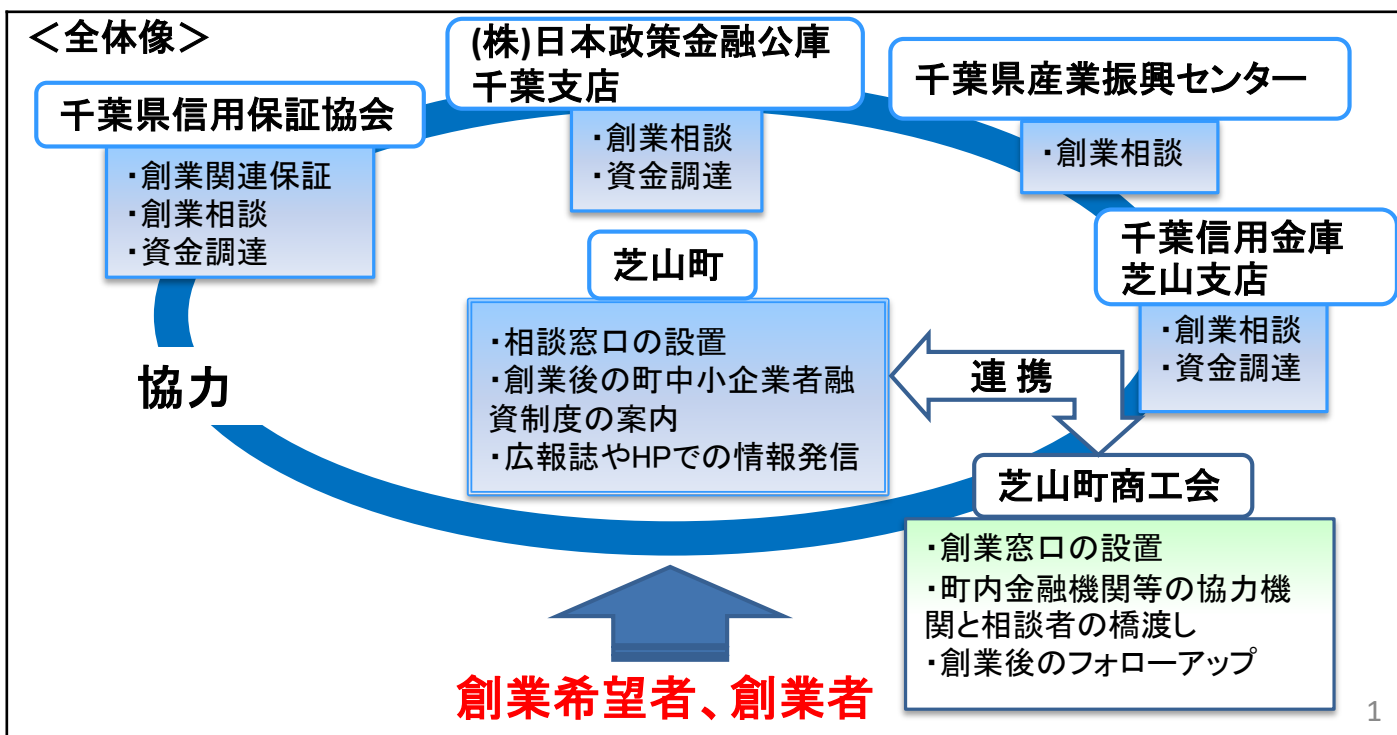 ＜全体像＞
(株)日本政策金融公庫
千葉支店
・創業相談
・資金調達
千葉県産業振興センター
・創業相談
千葉県信用保証協会
・創業関連保証
・創業相談
・資金調達
千葉信用金庫
芝山支店
・創業相談
・資金調達
芝山町
・相談窓口の設置
・創業後の町中小企業者融
資制度の案内
・広報誌やHPでの情報発信
連 携
協力
芝山町商工会
・創業窓口の設置
・町内金融機関等の協力機
関と相談者の橋渡し
・創業後のフォローアップ
創業希望者、創業者
1